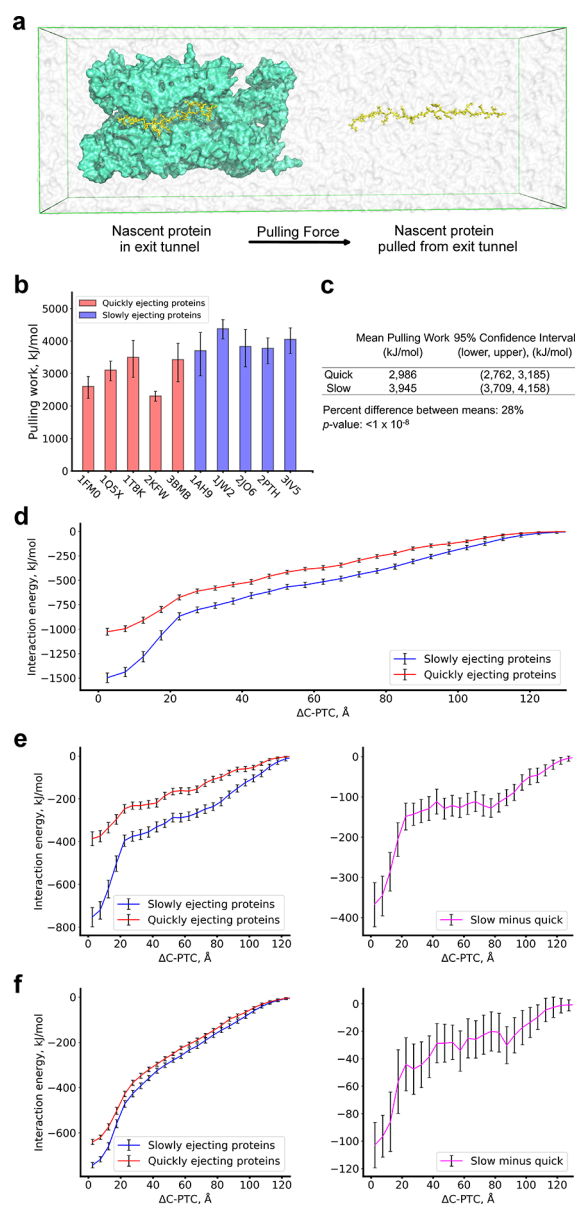 a
Nascent protein
in exit tunnel
Pulling Force
Nascent protein
pulled from exit tunnel
b
Pulling work, kJ/mol
5000
4000
3000
2000
1000
0
Quickly ejecting proteins
Slowly ejecting proteins
1FM0
1Q5X
1T8K
2KFW
3BMB
1AH9
1JW2
2JO6
2PTH
3IV5
c
Mean Pulling Work 95% Confidence Interval
(kJ/mol) (lower, upper), (kJ/mol)
Quick 2,986 (2,762, 3,185)
Slow 3,945 (3,709, 4,158)
Percent difference between means: 28%
p-value: <1 x 10⁻⁸
d
Interaction energy, kJ/mol
0
−250
−500
−750
−1000
−1250
−1500
Slowly ejecting proteins
Quickly ejecting proteins
0 20 40 60 80 100 120
ΔC-PTC, Å
e
Interaction energy, kJ/mol
0
−200
−400
−600
−800
Slowly ejecting proteins
Quickly ejecting proteins
0 20 40 60 80 100 120
ΔC-PTC, Å
0
−100
−200
−300
−400
Slow minus quick
0 20 40 60 80 100 120
ΔC-PTC, Å
f
Interaction energy, kJ/mol
0
−200
−400
−600
Slowly ejecting proteins
Quickly ejecting proteins
0 20 40 60 80 100 120
ΔC-PTC, Å
0
−20
−40
−60
−80
−100
−120
Slow minus quick
0 20 40 60 80 100 120
ΔC-PTC, Å